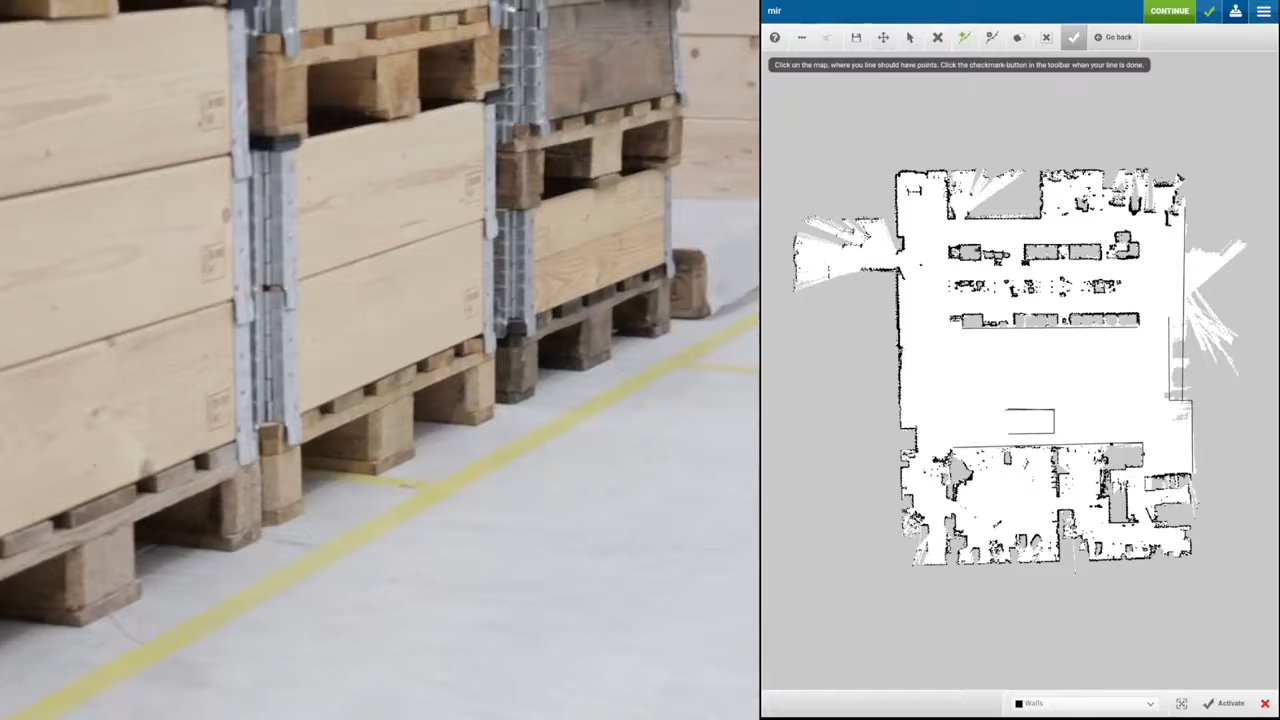 mir
CONTINUE
Go back
Click on the map, where you line should have points. Click the checkmark-button in the toolbar when your line is done.
Walls
Activate